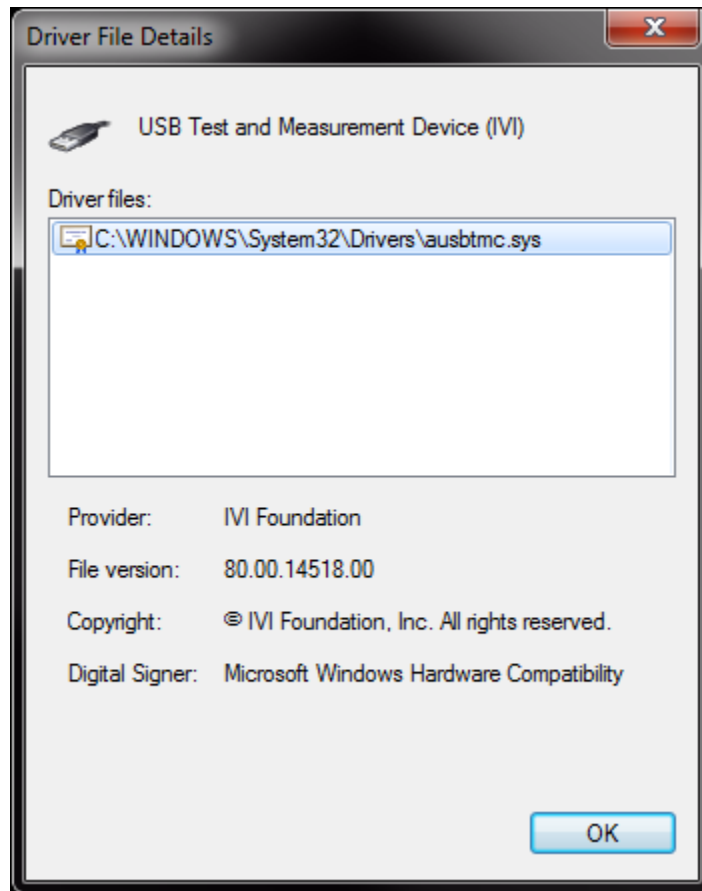 Driver File Details
USB Test and Measurement Device (IVI)
Driver files:
C:\WINDOWS\System32\Drivers\ausbtmc.sys
Provider: IVI Foundation
File version: 80.00.14518.00
Copyright: © IVI Foundation, Inc. All rights reserved.
Digital Signer: Microsoft Windows Hardware Compatibility
OK